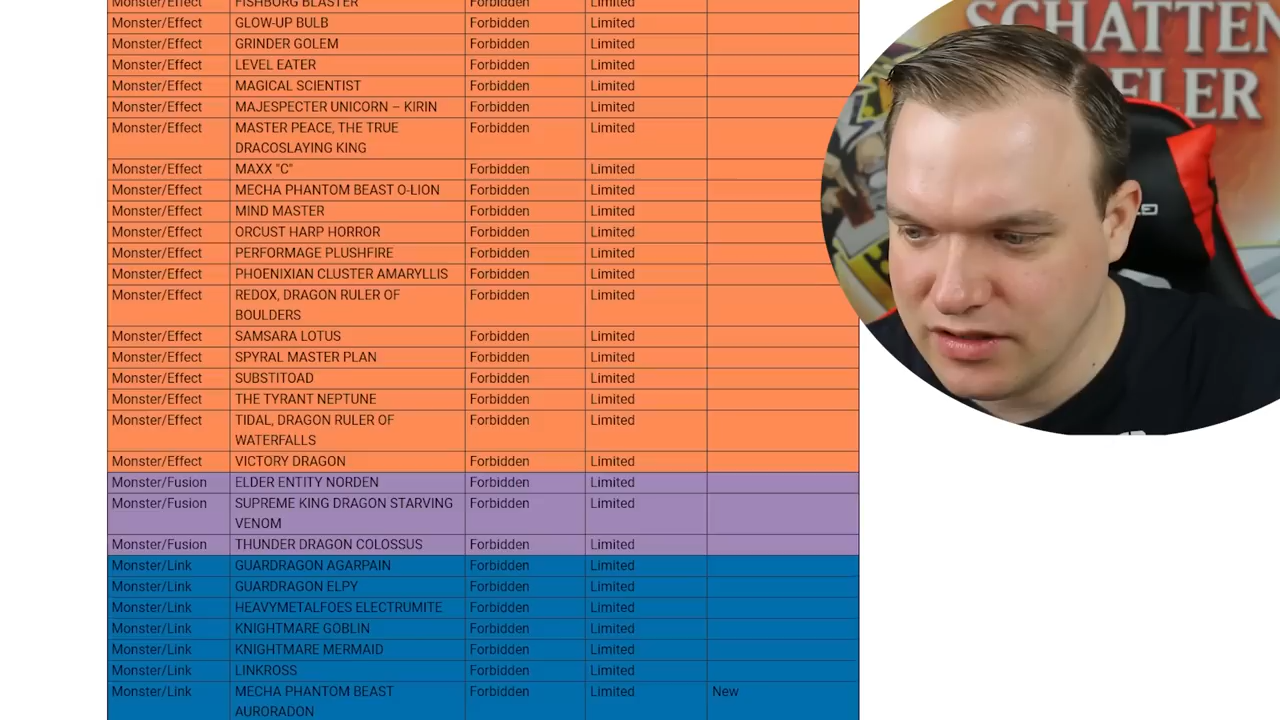 Monster/Effect FISHBORG BLASTER Forbidden Limited
Monster/Effect GLOW-UP BULB Forbidden Limited
Monster/Effect GRINDER GOLEM Forbidden Limited
Monster/Effect LEVEL EATER Forbidden Limited
Monster/Effect MAGICAL SCIENTIST Forbidden Limited
Monster/Effect MAJESPECTER UNICORN – KIRIN Forbidden Limited
Monster/Effect MASTER PEACE, THE TRUE Forbidden Limited
DRACOSLAYING KING
Monster/Effect MAXX "C" Forbidden Limited
Monster/Effect MECHA PHANTOM BEAST O-LION Forbidden Limited
Monster/Effect MIND MASTER Forbidden Limited
Monster/Effect ORCUST HARP HORROR Forbidden Limited
Monster/Effect PERFORMAGE PLUSHFIRE Forbidden Limited
Monster/Effect PHOENIXIAN CLUSTER AMARYLLIS Forbidden Limited
Monster/Effect REDOX, DRAGON RULER OF Forbidden Limited
BOULDERS
Monster/Effect SAMSARA LOTUS Forbidden Limited
Monster/Effect SPYRAL MASTER PLAN Forbidden Limited
Monster/Effect SUBSTITOAD Forbidden Limited
Monster/Effect THE TYRANT NEPTUNE Forbidden Limited
Monster/Effect TIDAL, DRAGON RULER OF Forbidden Limited
WATERFALLS
Monster/Effect VICTORY DRAGON Forbidden Limited
Monster/Fusion ELDER ENTITY NORDEN Forbidden Limited
Monster/Fusion SUPREME KING DRAGON STARVING Forbidden Limited
VENOM
Monster/Fusion THUNDER DRAGON COLOSSUS Forbidden Limited
Monster/Link GUARDRAGON AGARPAIN Forbidden Limited
Monster/Link GUARDRAGON ELPY Forbidden Limited
Monster/Link HEAVYMETALFOES ELECTRUMITE Forbidden Limited
Monster/Link KNIGHTMARE GOBLIN Forbidden Limited
Monster/Link KNIGHTMARE MERMAID Forbidden Limited
Monster/Link LINKROSS Forbidden Limited
Monster/Link MECHA PHANTOM BEAST Forbidden Limited New
AURORADON
SCHATTEN
ELER